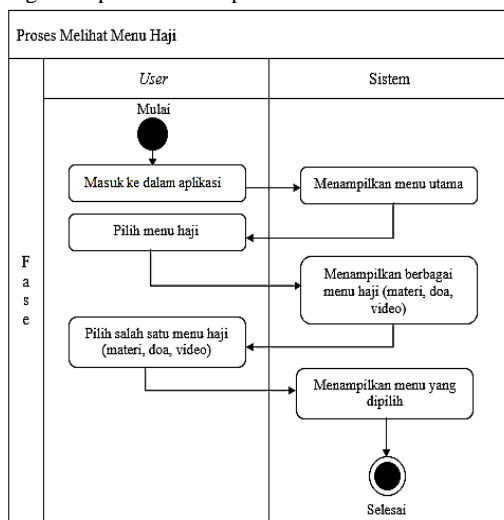 Proses Melihat Menu Haji
User
Sistem
F
a
s
e
Mulai
Masuk ke dalam aplikasi
Menampilkan menu utama
Pilih menu haji
Menampilkan berbagai
menu haji (materi, doa,
video)
Pilih salah satu menu haji
(materi, doa, video)
Menampilkan menu yang
dipilih
Selesai